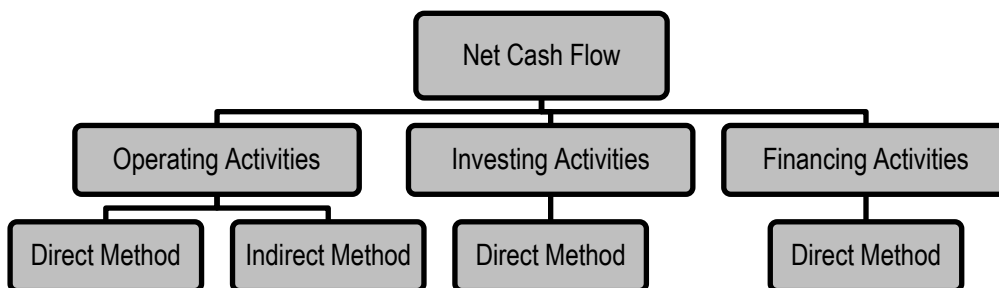 Net Cash Flow
Operating Activities
Investing Activities
Financing Activities
Direct Method
Indirect Method
Direct Method
Direct Method